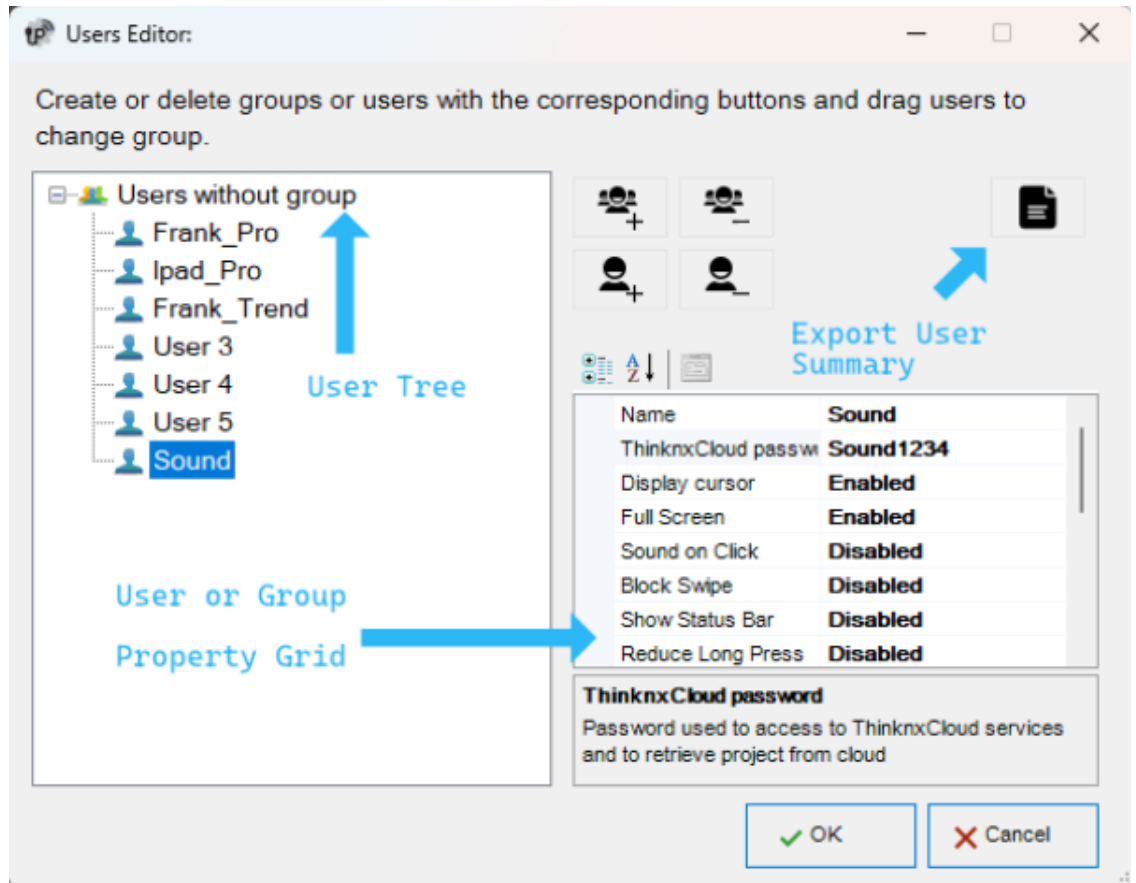 Users Editor:
Create or delete groups or users with the corresponding buttons and drag users to
change group.
Users without group
Frank_Pro
Ipad_Pro
Frank_Trend
User 3
User 4
User 5
Sound
User Tree
User or Group
Property Grid
Export User
Summary
A
Z
Name Sound
ThinknxCloud passw Sound1234
Display cursor Enabled
Full Screen Enabled
Sound on Click Disabled
Block Swipe Disabled
Show Status Bar Disabled
Reduce Long Press Disabled
ThinknxCloud password
Password used to access to ThinknxCloud services
and to retrieve project from cloud
OK
Cancel